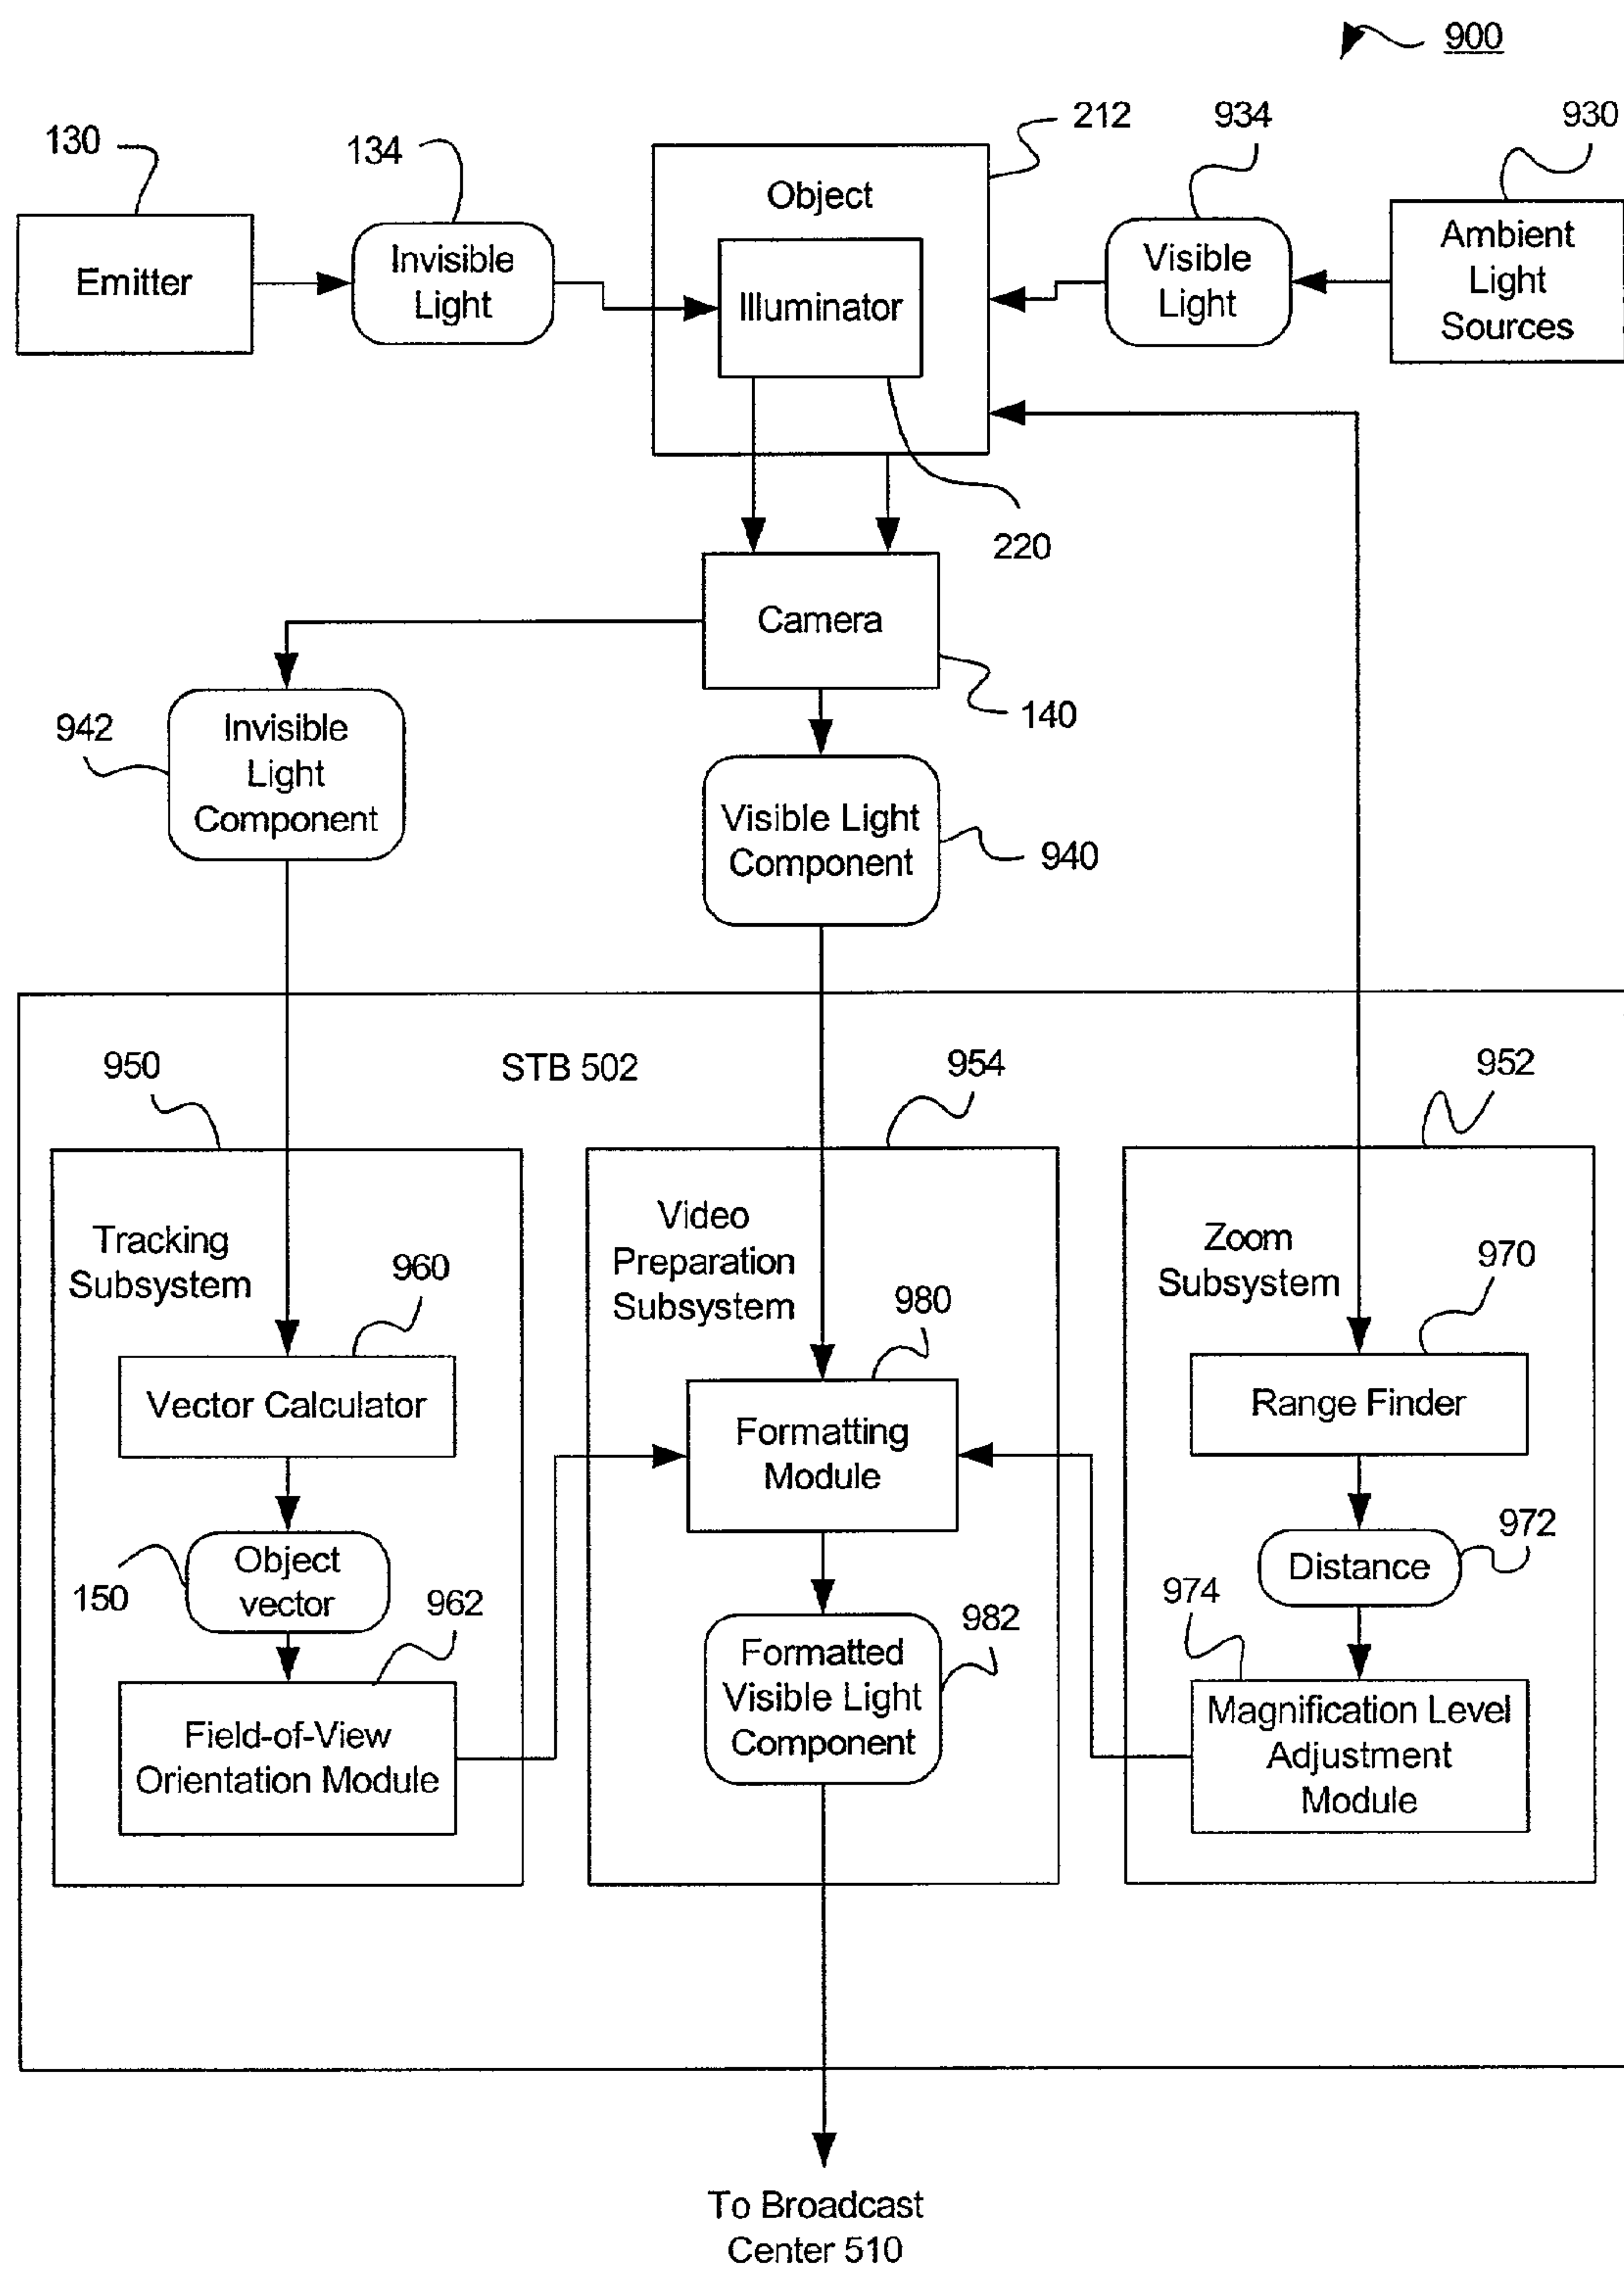 900
130
134
212
934
930
Emitter
Invisible
Light
Object
Illuminator
Visible
Light
Ambient
Light
Sources
220
Camera
140
942
Invisible
Light
Component
Visible Light
Component
940
STB 502
950
954
952
Tracking
Subsystem
960
Video
Preparation
Subsystem
980
Zoom
Subsystem
970
Vector Calculator
Formatting
Module
Range Finder
Object
vector
150
962
Distance
972
974
Formatted
Visible Light
Component
982
Field-of-View
Orientation Module
Magnification Level
Adjustment
Module
To Broadcast
Center 510